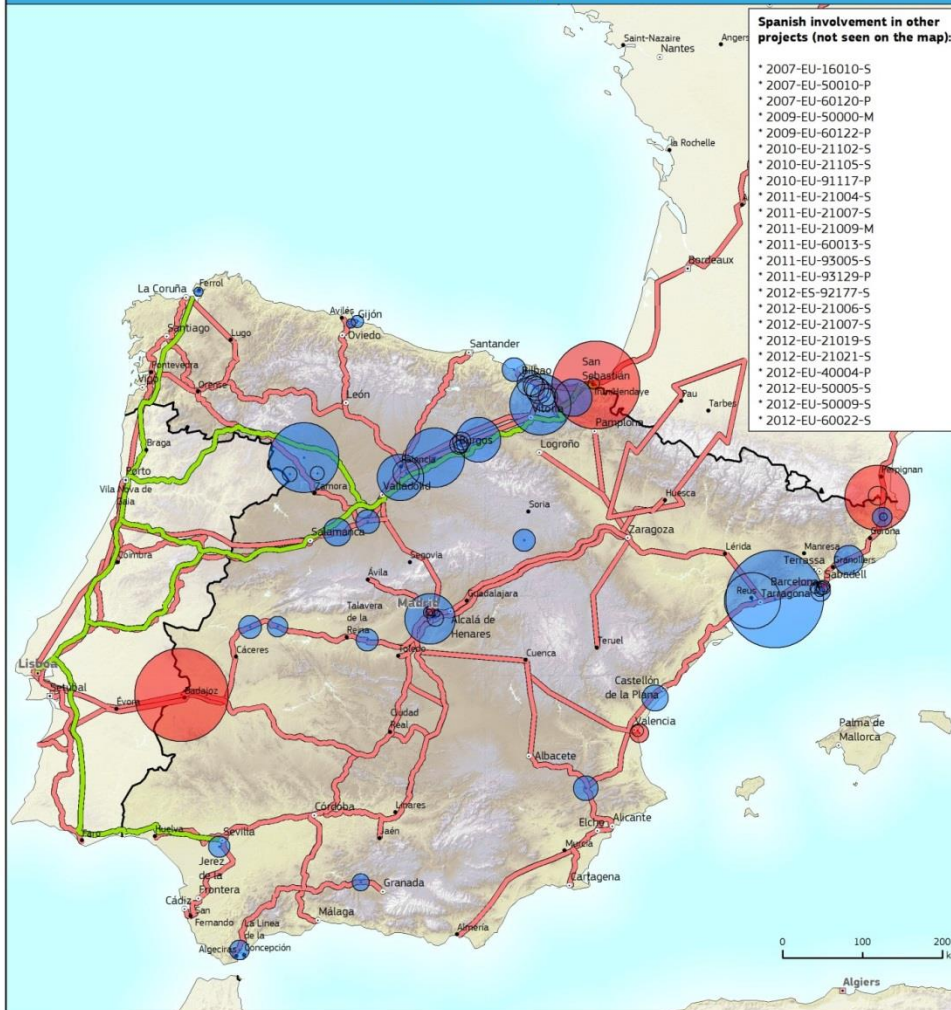 Spanish involvement in other
projects (not seen on the map):
* 2007-EU-16010-S
* 2007-EU-50010-P
* 2007-EU-60120-P
* 2009-EU-50000-M
* 2009-EU-60122-P
* 2010-EU-21102-S
* 2010-EU-21105-S
* 2010-EU-91117-P
* 2011-EU-21004-S
* 2011-EU-21007-S
* 2011-EU-21009-M
* 2011-EU-60013-S
* 2011-EU-93005-S
* 2011-EU-93129-P
* 2012-ES-92177-S
* 2012-EU-21006-S
* 2012-EU-21007-S
* 2012-EU-21019-S
* 2012-EU-21021-S
* 2012-EU-40004-P
* 2012-EU-50005-S
* 2012-EU-50009-S
* 2012-EU-60022-S
Saint-Nazaire
Angers
Nantes
la Rochelle
Bordeaux
La Coruña
Ferrol
Avilés
Gijón
Oviedo
Santander
Santiago
Lugo
Bilbao
San
Sebastián
Pontevedra
Vigo
Orense
León
Vitoria
Pamplona
Pau
Tarbes
Burgos
Logroño
Palencia
Perpignan
Braga
Huesca
Porto
Vila Nova de
Gaia
Zamora
Valladolid
Soria
Zaragoza
Gerona
Salamanca
Lérida
Manresa
Granollers
Terrassa
Sabadell
Coimbra
Segovia
Barcelona
Ávila
Guadalajara
Reus
Tarragona
Madrid
Talavera
de la
Reina
Alcalá de
Henares
Teruel
Toledo
Cuenca
Cáceres
Lisboa
Setúbal
Badajoz
Évora
Castellón
de la Plana
Valencia
Ciudad
Real
Palma de
Mallorca
Albacete
Córdoba
Linares
Elche
Alicante
Faro
Huelva
Sevilla
Jaén
Murcia
Jerez
de la
Frontera
Granada
Cartagena
Cádiz
San
Fernando
La Línea
de la
Concepción
Málaga
Almería
Algeciras
0 100 200
Algiers